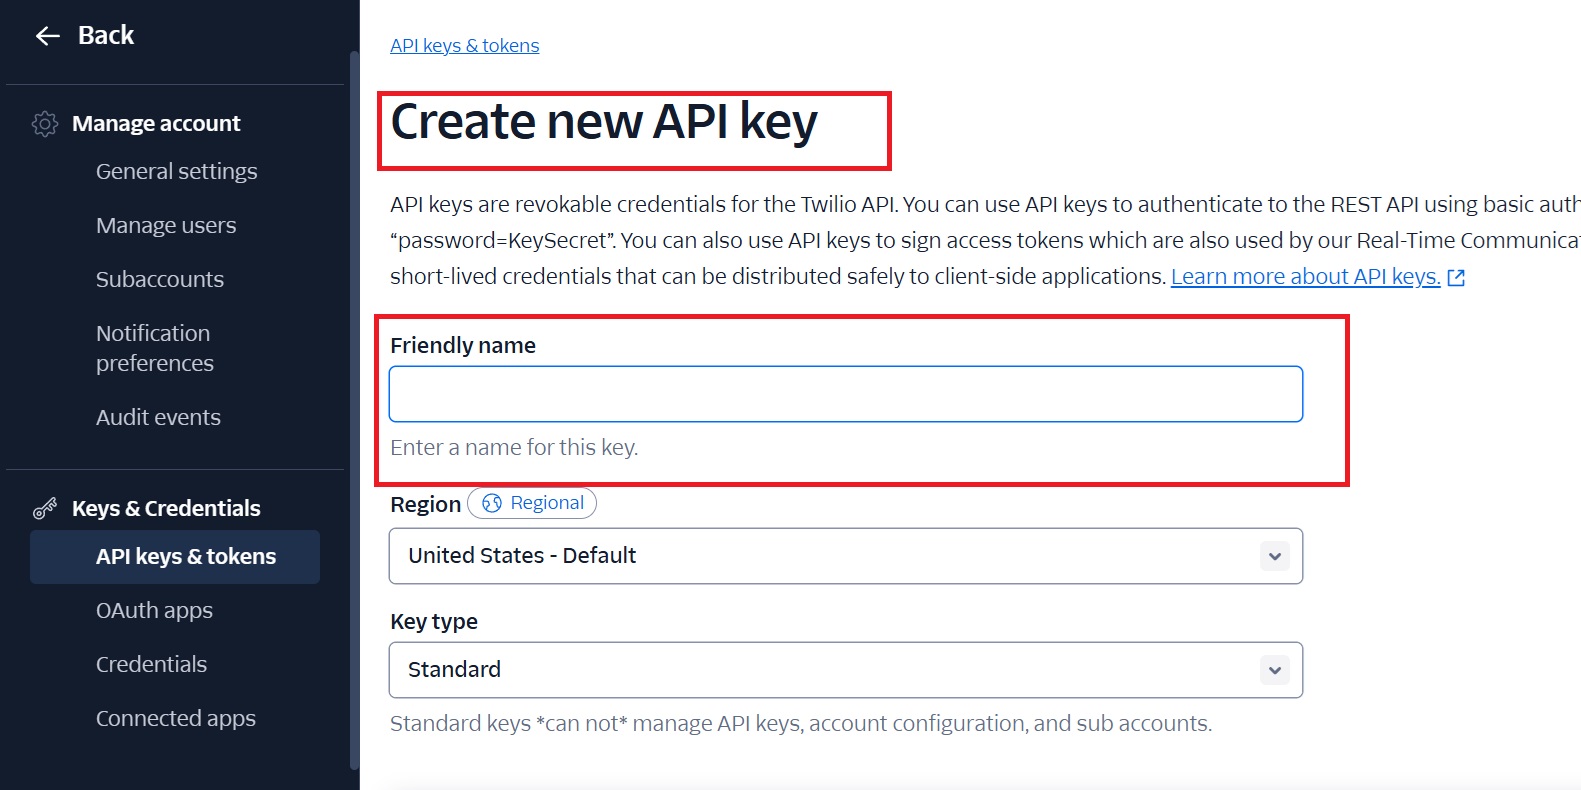 Back
Manage account
General settings
Manage users
Subaccounts
Notification
preferences
Audit events
Keys & Credentials
API keys & tokens
OAuth apps
Credentials
Connected apps
API keys & tokens
Create new API key
API keys are revokable credentials for the Twilio API. You can use API keys to authenticate to the REST API using basic auth
“password=KeySecret”. You can also use API keys to sign access tokens which are also used by our Real-Time Communica
short-lived credentials that can be distributed safely to client-side applications. Learn more about API keys.
Friendly name
Enter a name for this key.
Region Regional
United States - Default
Key type
Standard
Standard keys *can not* manage API keys, account configuration, and sub accounts.